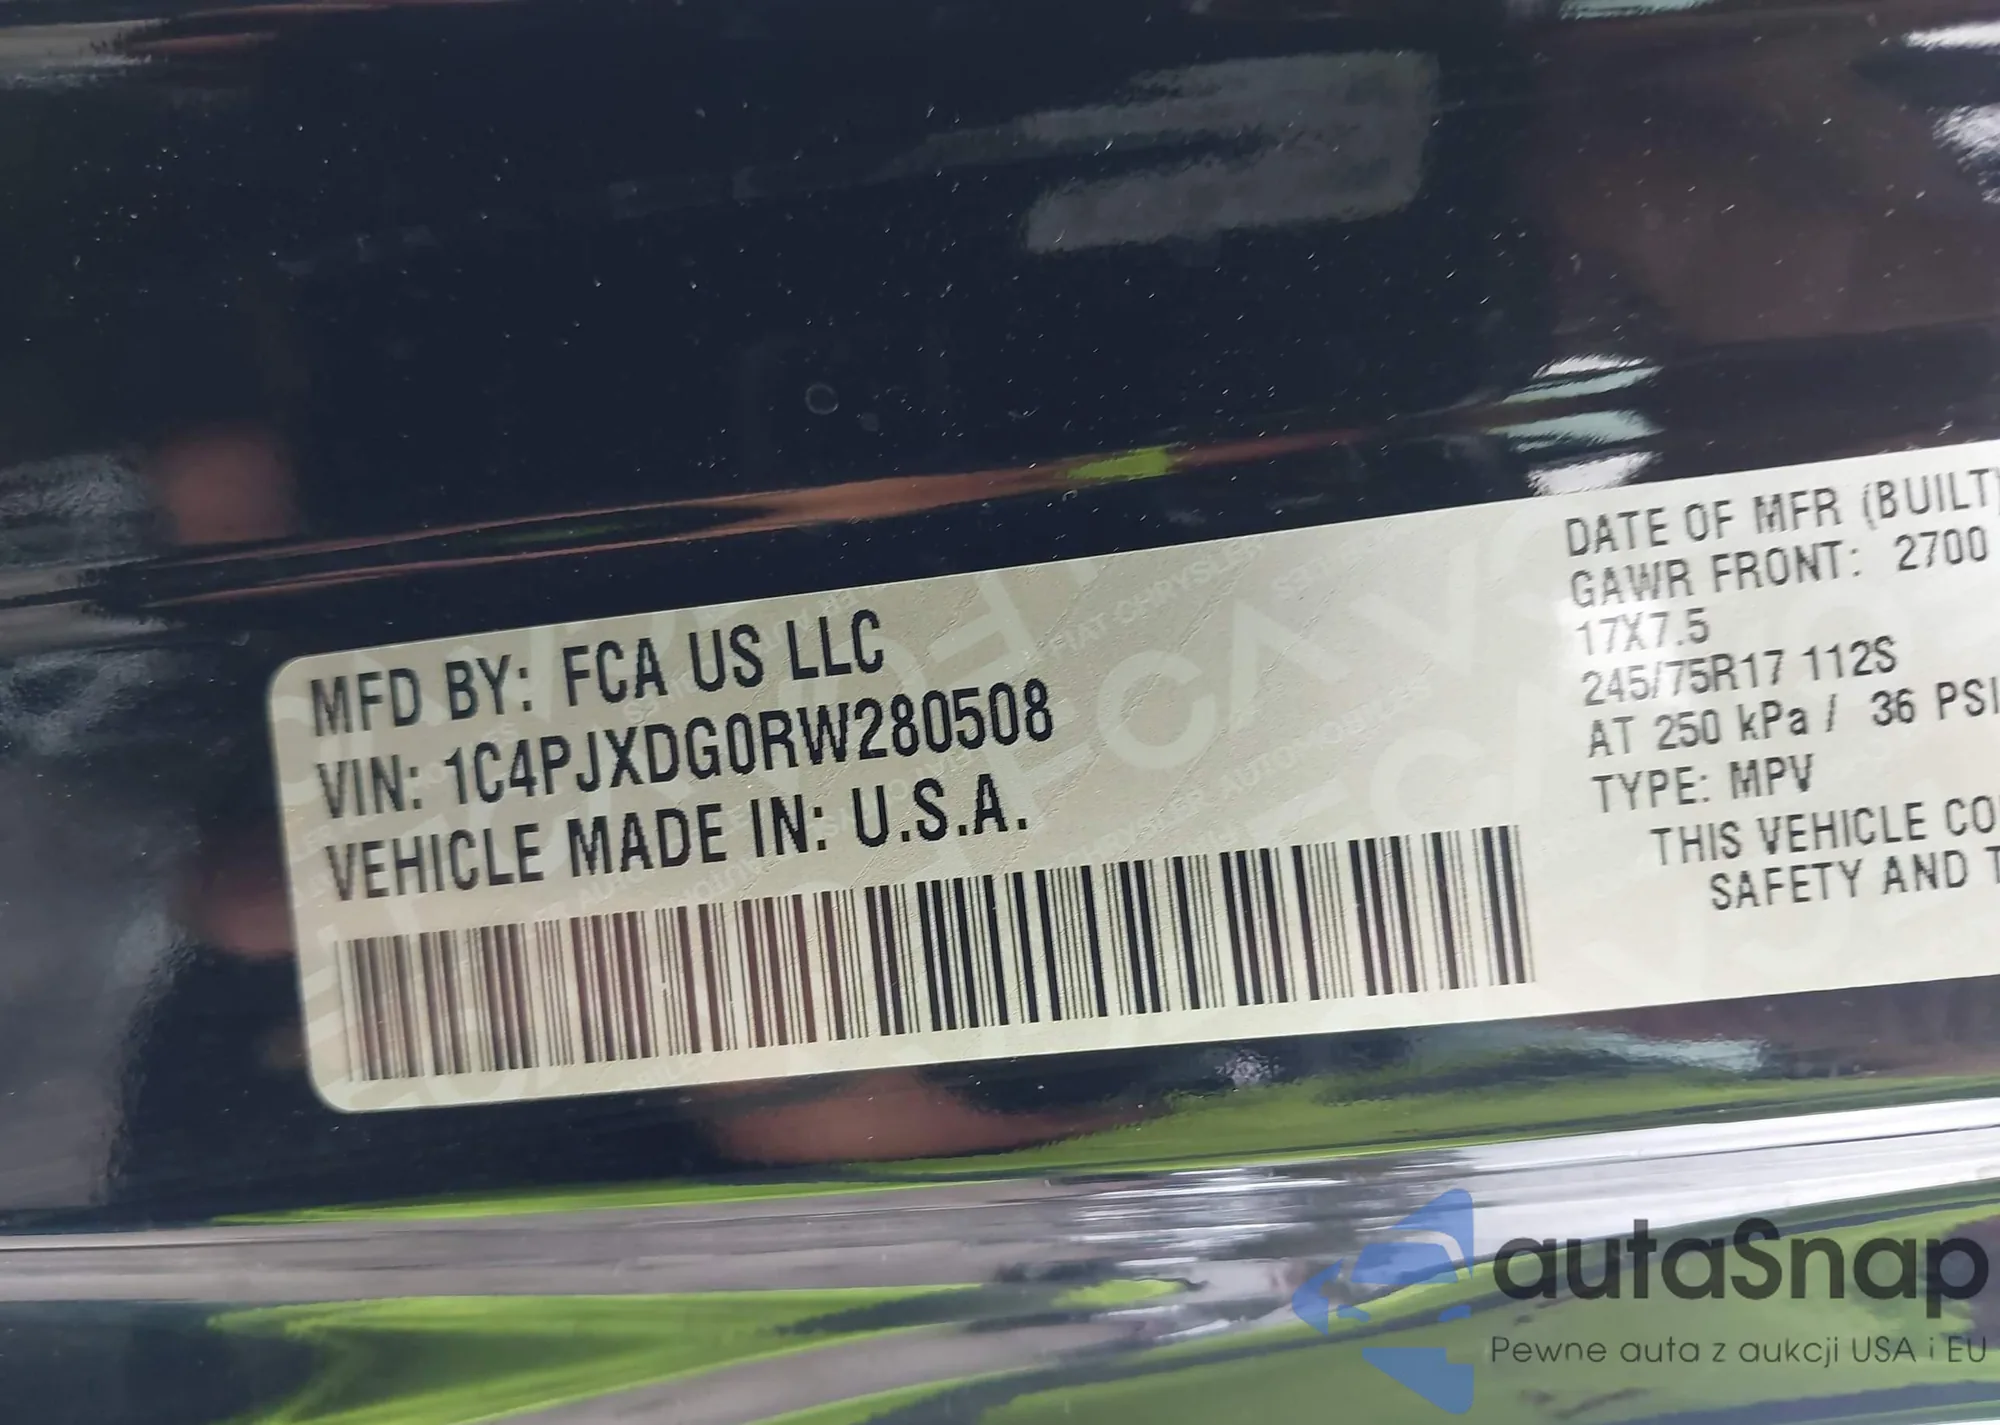 MFD BY: FCA US LLC
VIN: 1C4PJXDG0RW280508
VEHICLE MADE IN: U.S.A.
DATE OF MFR (BUILT)
GAWR FRONT: 2700
17X7.5
245/75R17 112S
AT 250 kPa / 36 PSI
TYPE: MPV
THIS VEHICLE CO
SAFETY AND T
autaSnap
Pewne auta z aukcji USA i EU